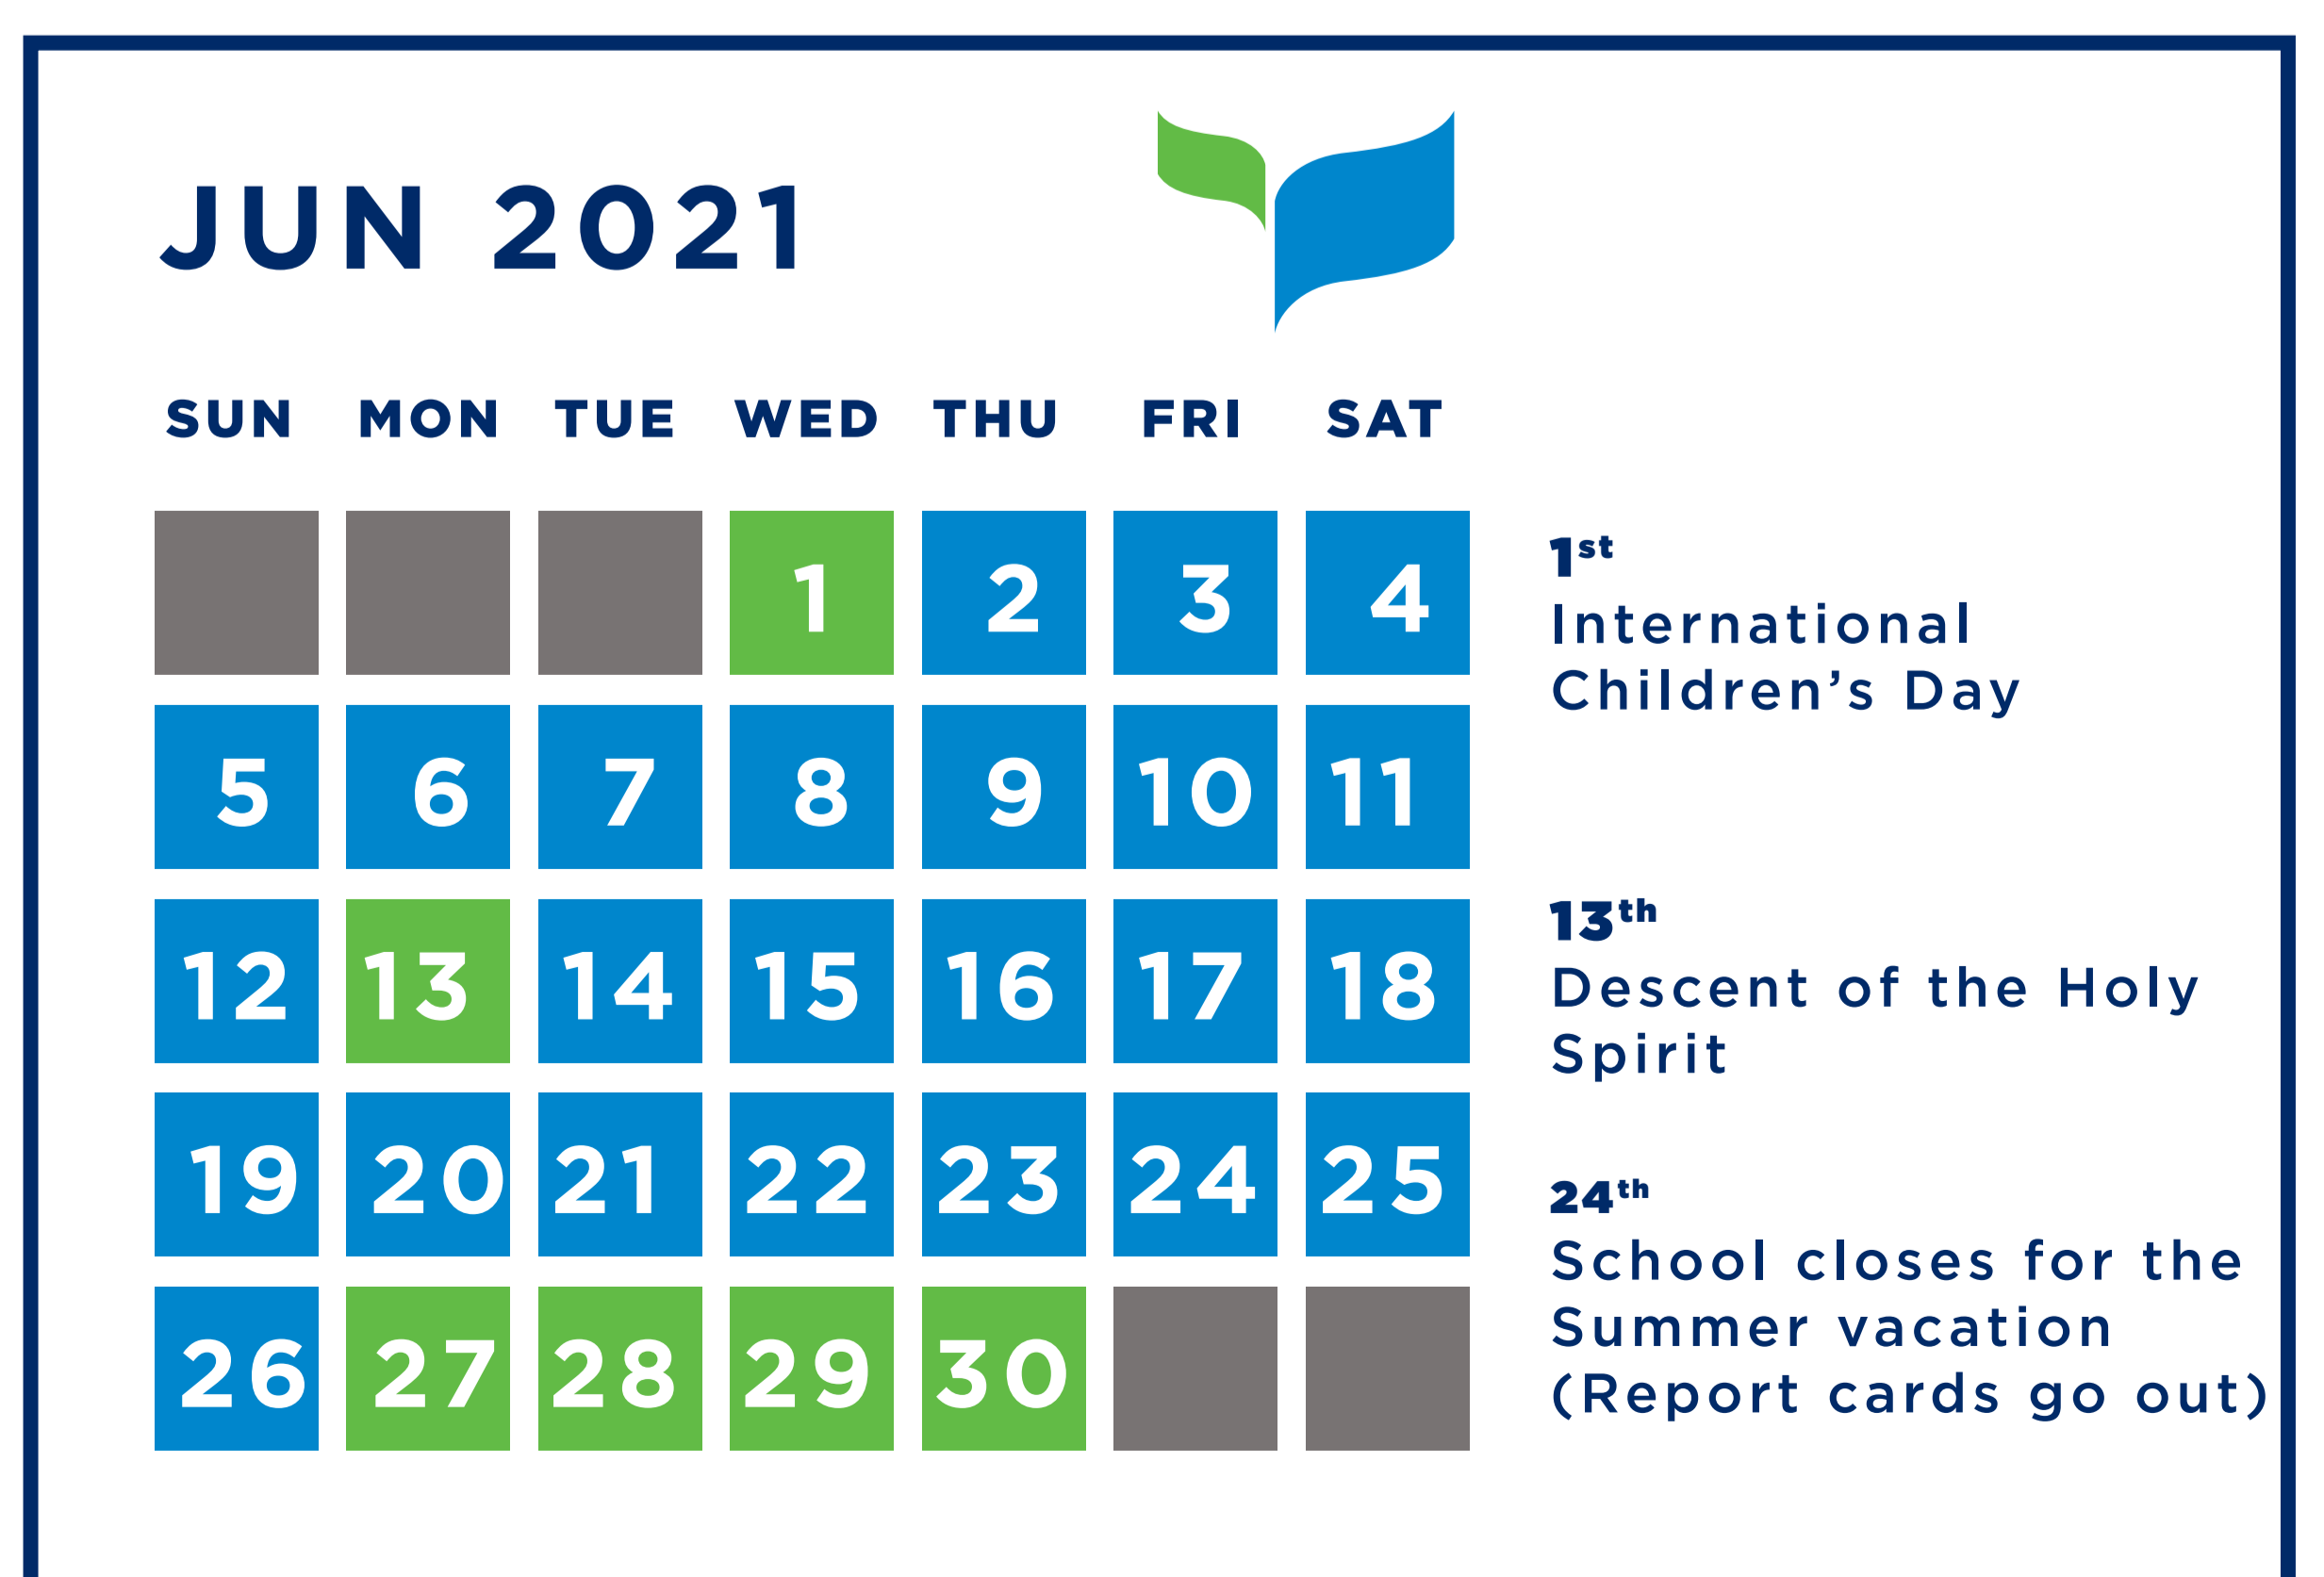 JUN 2021
SUN MON TUE WED THU FRI SAT
1 2 3 4
5 6 7 8 9 10 11
12 13 14 15 16 17 18
19 20 21 22 23 24 25
26 27 28 29 30
1st
International
Children's Day
13th
Descent of the Holy
Spirit
24th
School closes for the
Summer vacation
(Report cards go out)